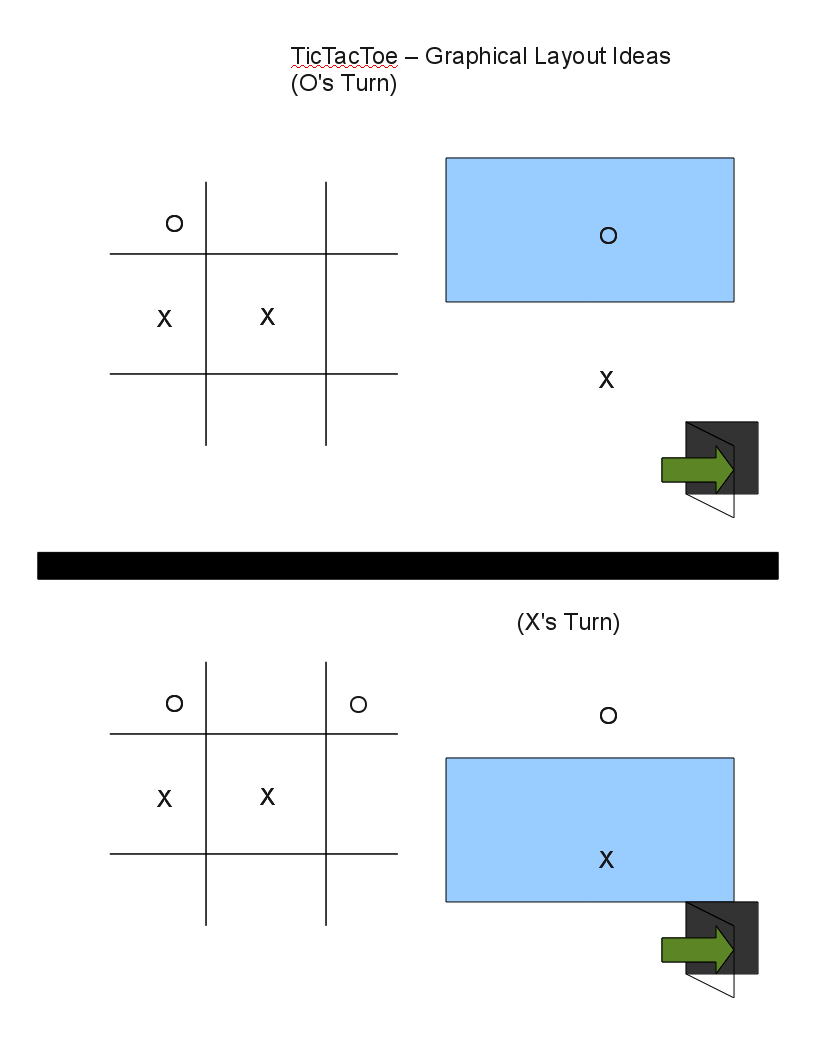 TicTacToe – Graphical Layout Ideas
(O's Turn)
O
O
X X
X
(X's Turn)
O O
O
X X
X